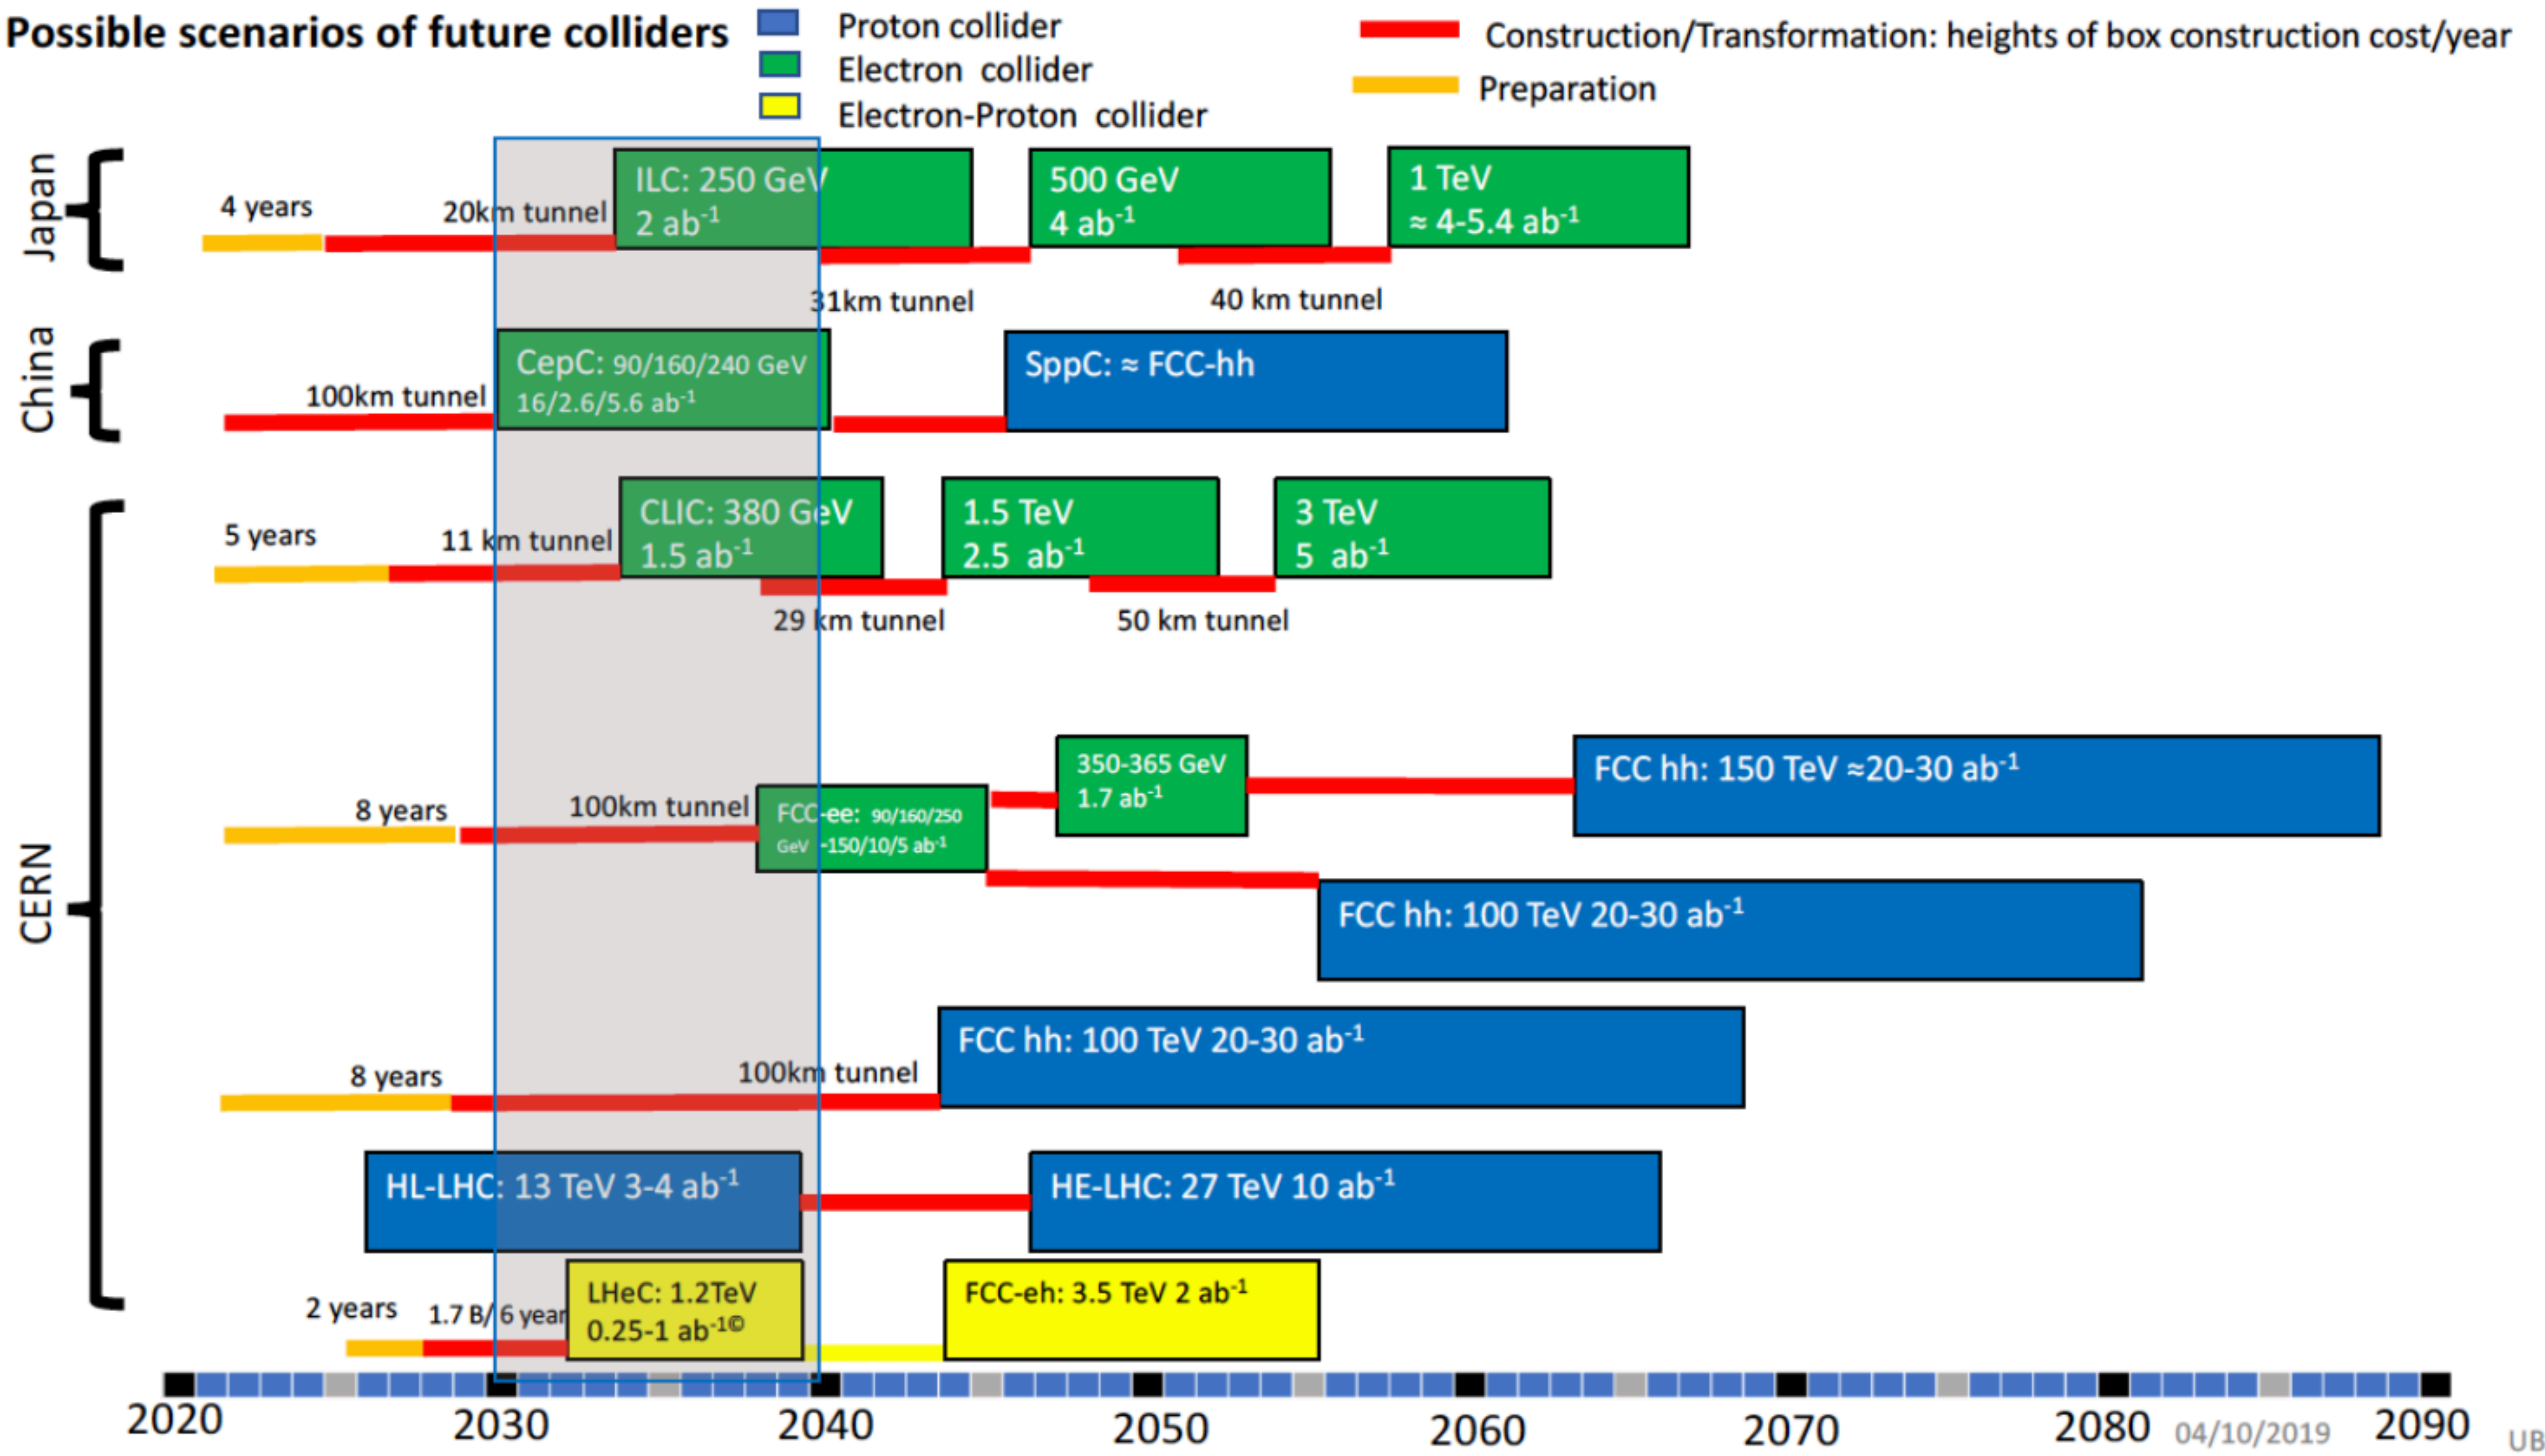 Possible scenarios of future colliders
Proton collider
Electron collider
Electron-Proton collider
Construction/Transformation: heights of box construction cost/year
Preparation
Japan
4 years
20km tunnel
ILC: 250 GeV
2 ab⁻¹
500 GeV
4 ab⁻¹
1 TeV
≈ 4-5.4 ab⁻¹
31km tunnel
40 km tunnel
China
100km tunnel
CepC: 90/160/240 GeV
16/2.6/5.6 ab⁻¹
SppC: ≈ FCC-hh
CERN
5 years
11 km tunnel
CLIC: 380 GeV
1.5 ab⁻¹
1.5 TeV
2.5 ab⁻¹
3 TeV
5 ab⁻¹
29 km tunnel
50 km tunnel
8 years
100km tunnel
FCC-ee: 90/160/250
GeV -150/10/5 ab⁻¹
350-365 GeV
1.7 ab⁻¹
FCC hh: 150 TeV ≈20-30 ab⁻¹
FCC hh: 100 TeV 20-30 ab⁻¹
8 years
100km tunnel
FCC hh: 100 TeV 20-30 ab⁻¹
HL-LHC: 13 TeV 3-4 ab⁻¹
HE-LHC: 27 TeV 10 ab⁻¹
2 years
1.7 B/ 6 year
LHeC: 1.2TeV
0.25-1 ab⁻¹©
FCC-eh: 3.5 TeV 2 ab⁻¹
2020 2030 2040 2050 2060 2070 2080 2090
04/10/2019
UB